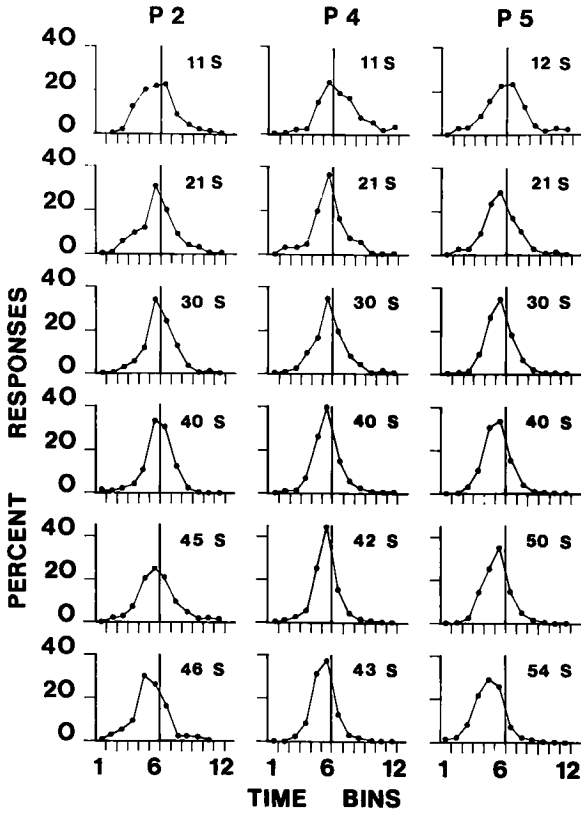 P 2 P 4 P 5
40 11 S 11 S 12 S
20
0
40 21 S 21 S 21 S
20
0
40 30 S 30 S 30 S
20
0
40 40 S 40 S 40 S
20
0
40 45 S 42 S 50 S
20
0
40 46 S 43 S 54 S
20
0
1 6 12 1 6 12 1 6 12
TIME BINS
PERCENT RESPONSES